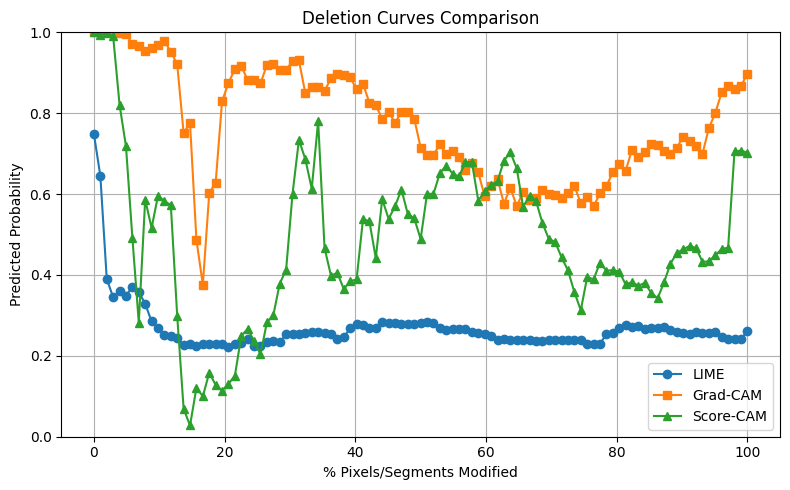 Deletion Curves Comparison
Predicted Probability
1.0
0.8
0.6
0.4
0.2
0.0
0
20
40
60
80
100
% Pixels/Segments Modified
LIME
Grad-CAM
Score-CAM